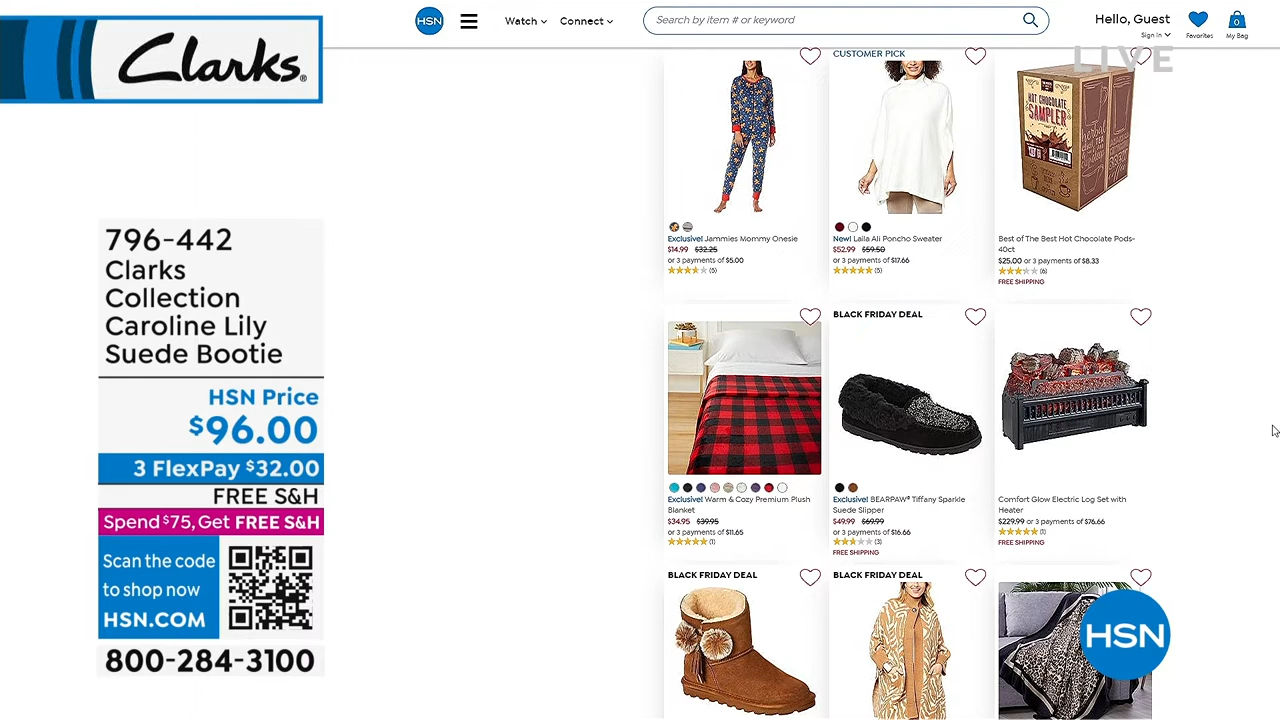 Clarks®
HSN
Watch
Connect
Search by item # or keyword
Hello, Guest
Sign In
Favorites
0
My Bag
LIVE
796-442
Clarks
Collection
Caroline Lily
Suede Bootie
HSN Price
$96.00
3 FlexPay $32.00
FREE S&H
Spend $75, Get FREE S&H
Scan the code
to shop now
HSN.COM
800-284-3100
CUSTOMER PICK
HOT CHOCOLATE
SAMPLER
Exclusive! Jammies Mommy Onesie
$14.99 $32.25
or 3 payments of $5.00
(5)
New! Laila Ali Poncho Sweater
$52.99 $59.50
or 3 payments of $17.66
(5)
Best of The Best Hot Chocolate Pods-
40ct
$25.00 or 3 payments of $8.33
(6)
FREE SHIPPING
Exclusive! Warm & Cozy Premium Plush
Blanket
$34.95 $39.95
or 3 payments of $11.65
(1)
BLACK FRIDAY DEAL
Exclusive! BEARPAW® Tiffany Sparkle
Suede Slipper
$49.99 $69.99
or 3 payments of $16.66
(3)
FREE SHIPPING
Comfort Glow Electric Log Set with
Heater
$229.99 or 3 payments of $76.66
(1)
FREE SHIPPING
BLACK FRIDAY DEAL
BLACK FRIDAY DEAL
HSN